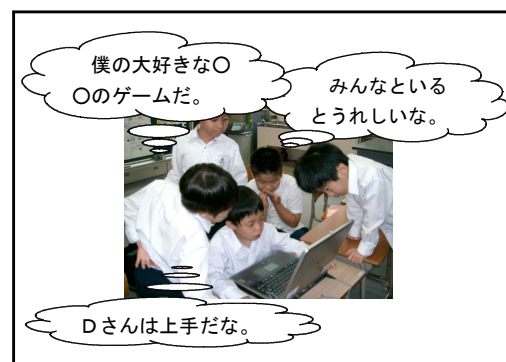 僕の大好きな〇
〇のゲームだ。
みんなといる
とうれしいな。
Dさんは上手だな。